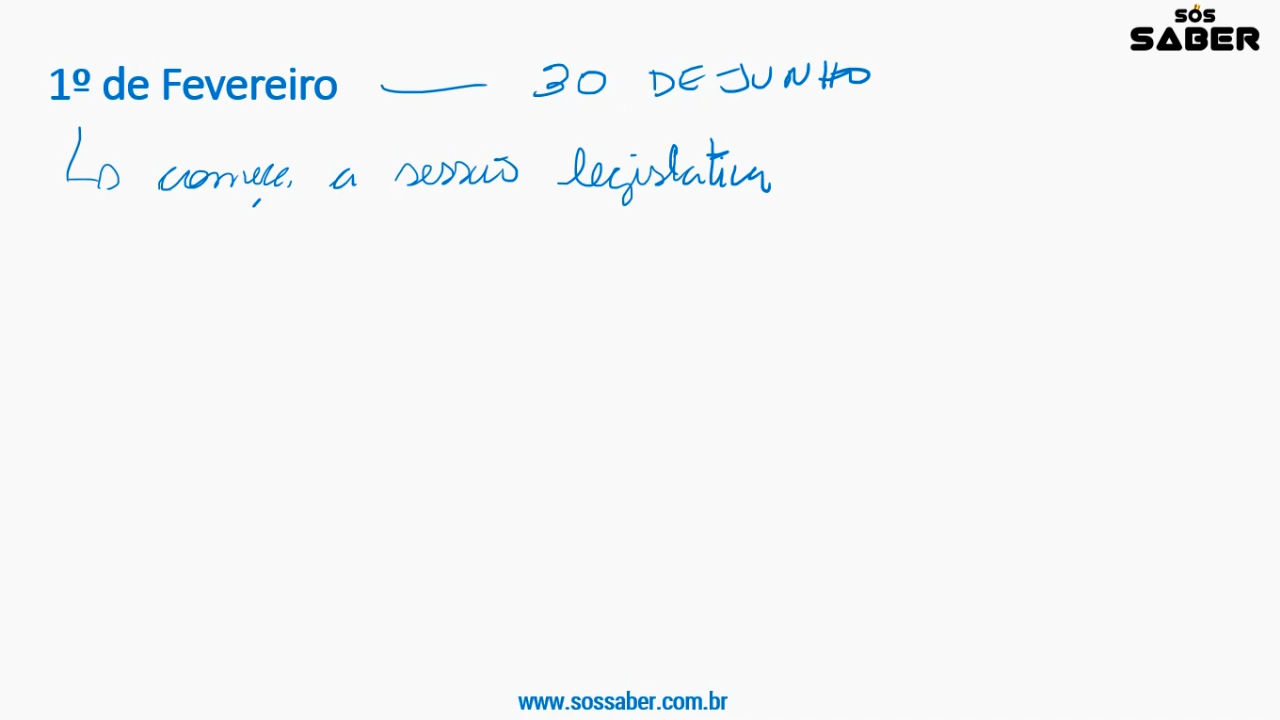 SÓS
SABER
1º de Fevereiro — 30 DE JUNHO
↳ começa a sessão legislativa
www.sossaber.com.br